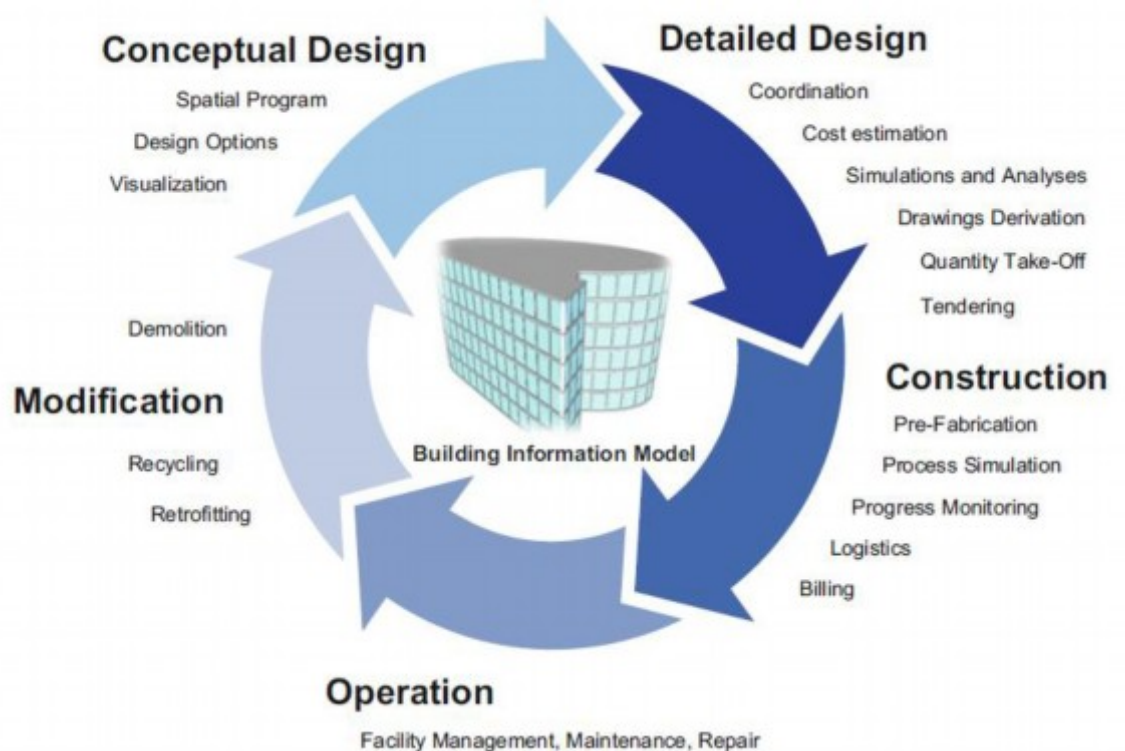 Conceptual Design
Spatial Program
Design Options
Visualization
Detailed Design
Coordination
Cost estimation
Simulations and Analyses
Drawings Derivation
Quantity Take-Off
Tendering
Construction
Pre-Fabrication
Process Simulation
Progress Monitoring
Logistics
Billing
Operation
Facility Management, Maintenance, Repair
Demolition
Modification
Recycling
Retrofitting
Building Information Model